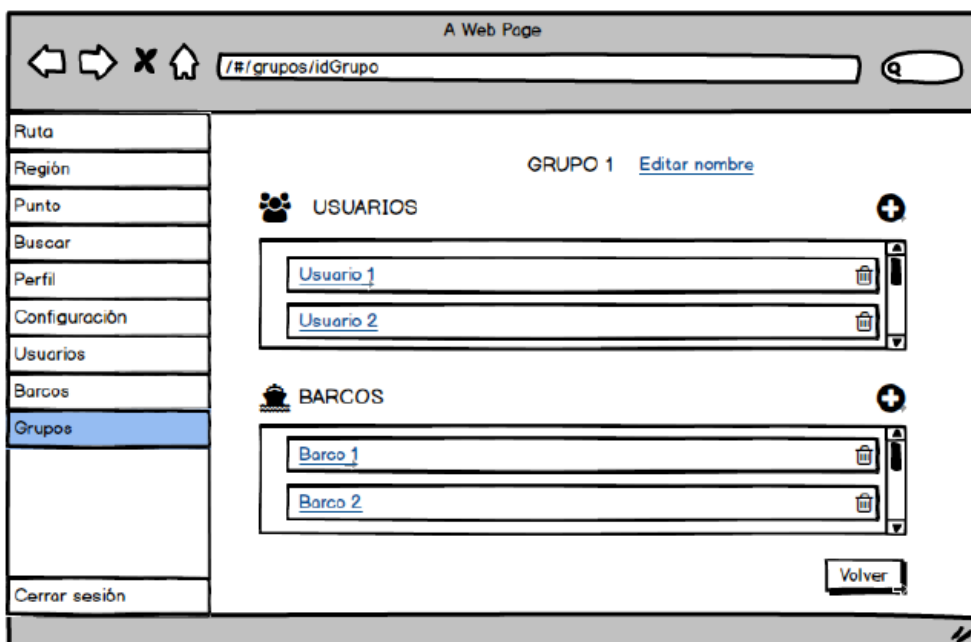 A Web Page
/#/grupos/idGrupo
Ruta
Región
Punto
Buscar
Perfil
Configuración
Usuarios
Barcos
Grupos
Cerrar sesión
GRUPO 1 Editar nombre
USUARIOS
Usuario 1
Usuario 2
BARCOS
Barco 1
Barco 2
Volver